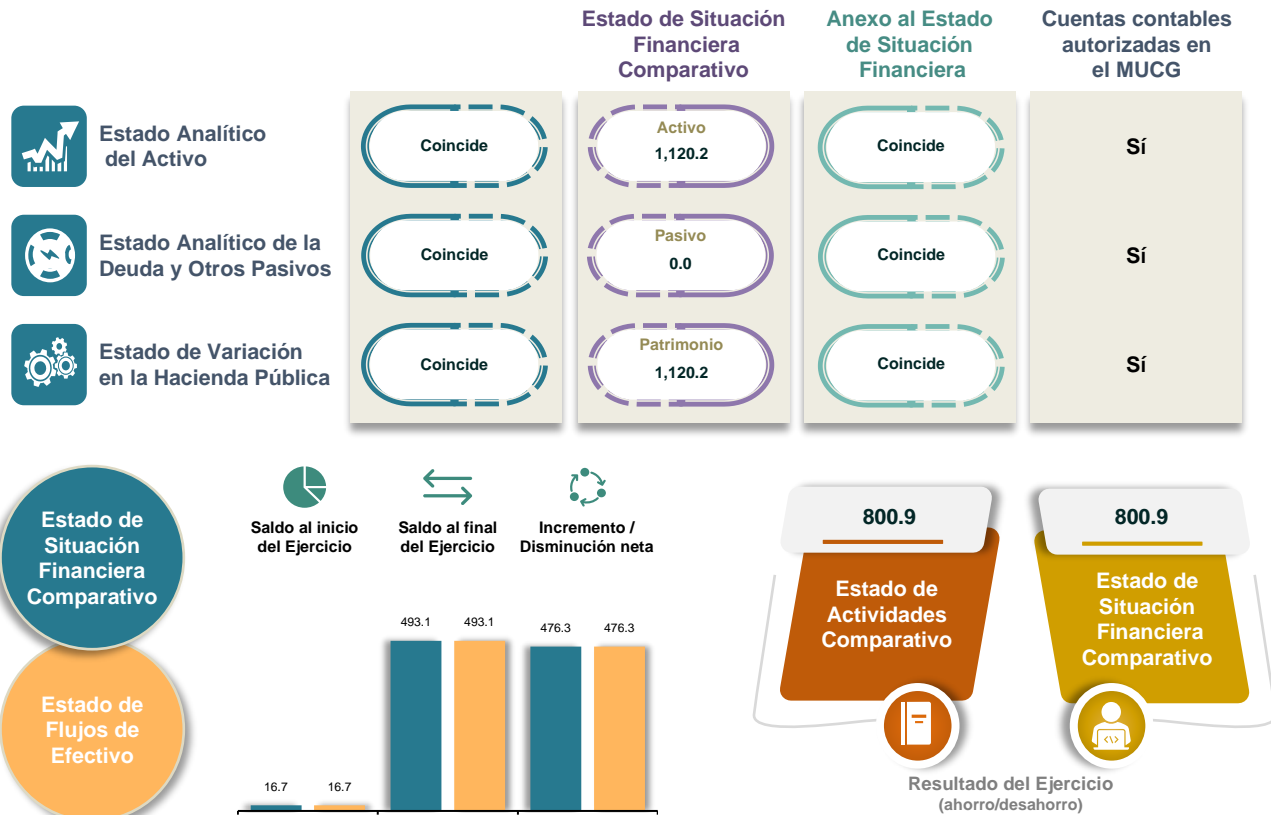 Estado de Situación
Financiera
Comparativo
Anexo al Estado
de Situación
Financiera
Cuentas contables
autorizadas en
el MUCG
Estado Analítico
del Activo
Coincide
Activo
1,120.2
Coincide
Sí
Estado Analítico de la
Deuda y Otros Pasivos
Coincide
Pasivo
0.0
Coincide
Sí
Estado de Variación
en la Hacienda Pública
Coincide
Patrimonio
1,120.2
Coincide
Sí
Estado de
Situación
Financiera
Comparativo
Estado de
Flujos de
Efectivo
Saldo al inicio
del Ejercicio
Saldo al final
del Ejercicio
Incremento /
Disminución neta
16.7
16.7
493.1
493.1
476.3
476.3
800.9
Estado de
Actividades
Comparativo
800.9
Estado de
Situación
Financiera
Comparativo
Resultado del Ejercicio
(ahorro/desahorro)